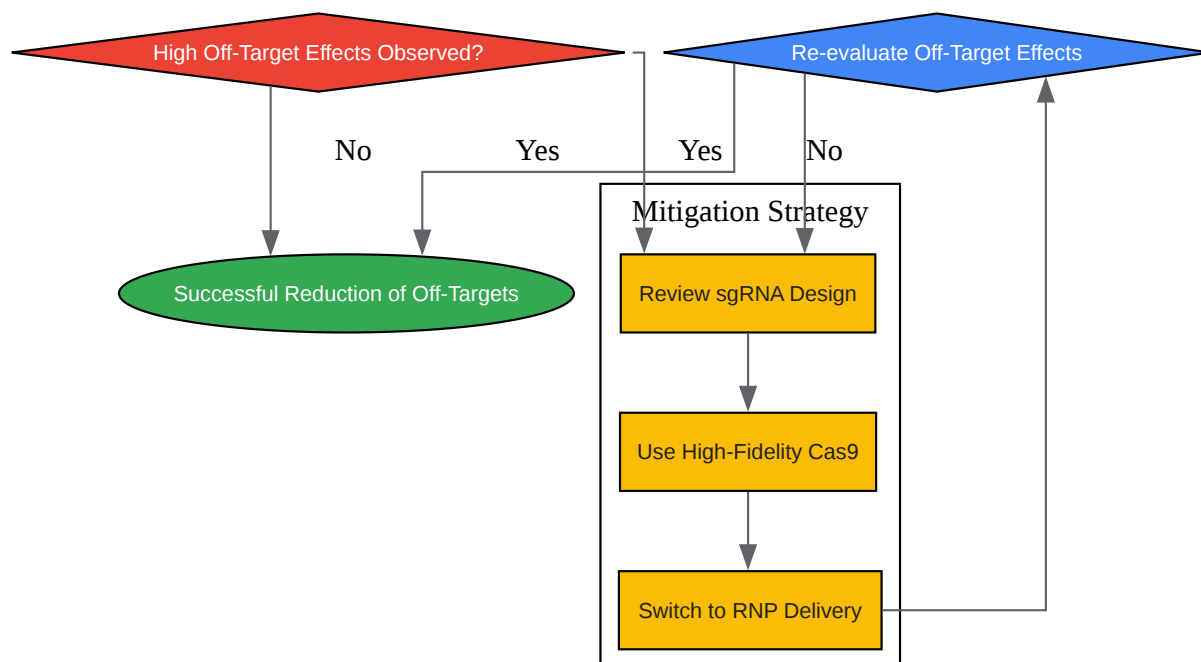 High Off-Target Effects Observed?
Re-evaluate Off-Target Effects
No
Yes
Yes
No
Mitigation Strategy
Successful Reduction of Off-Targets
Review sgRNA Design
Use High-Fidelity Cas9
Switch to RNP Delivery